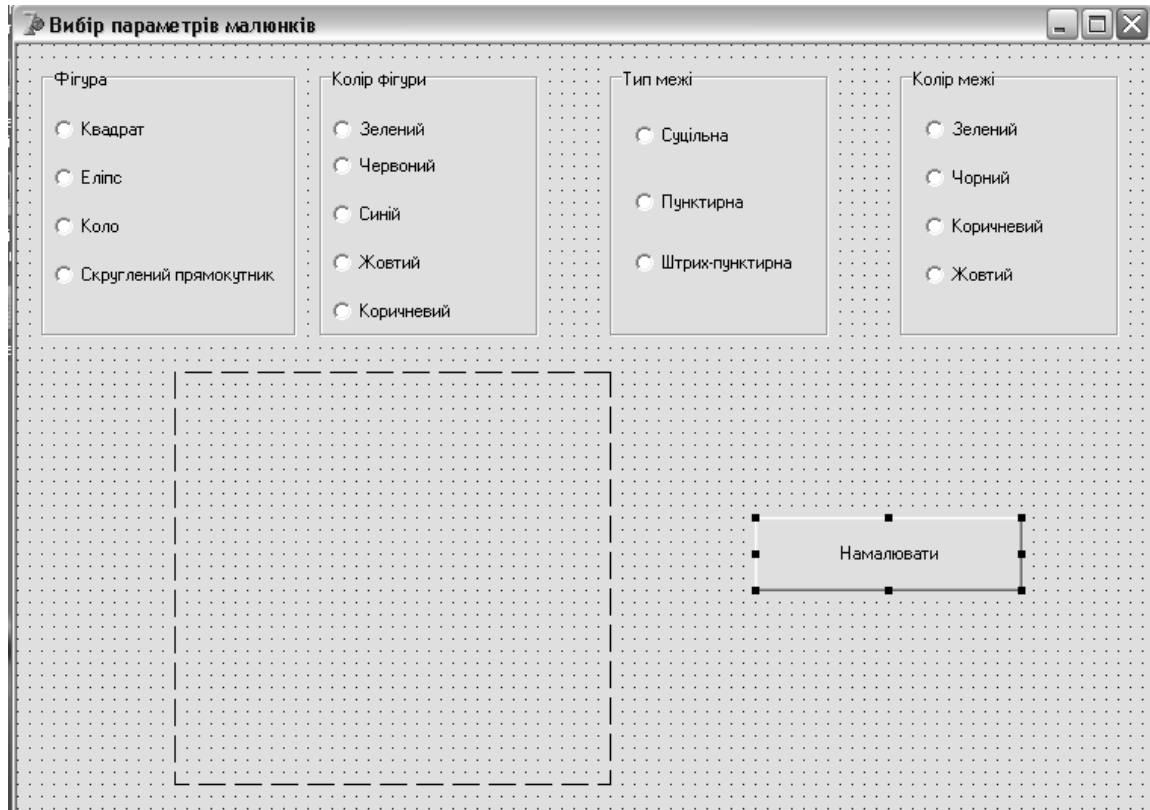 Вибір параметрів малюнків
Фігура
Квадрат
Еліпс
Коло
Скруглений прямокутник
Колір фігури
Зелений
Червоний
Синій
Жовтий
Коричневий
Тип межі
Суцільна
Пунктирна
Штрих-пунктирна
Колір межі
Зелений
Чорний
Коричневий
Жовтий
Намалювати